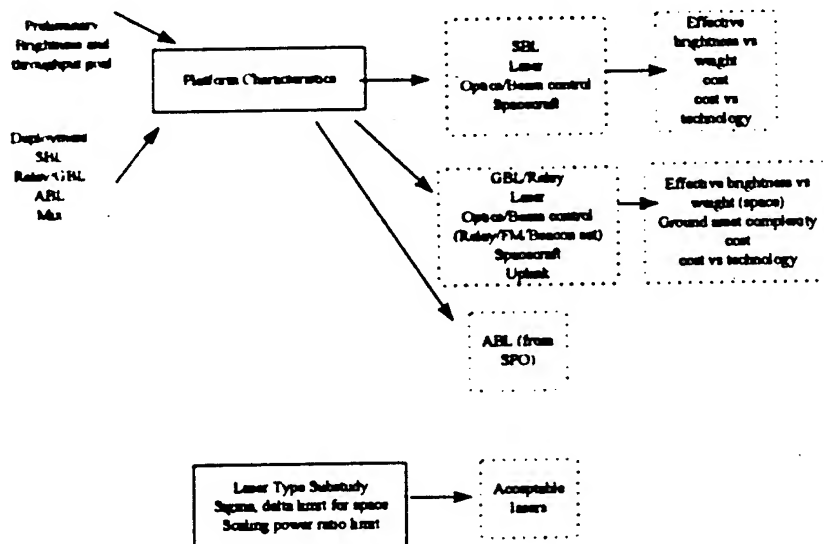 Preliminary
Brightness and
throughput goal
Deployment
SBL
Relay/GBL
ABL
Mix
Platform Characteristics
SBL
Laser
Optics/Beam control
Spacecraft
Effective
brightness vs
weight
cost
cost vs
technology
GBL/Relay
Laser
Optics/Beam control
(Relay/FM/Beacon sat)
Spacecraft
Uplink
Effective brightness vs
weight (space)
Ground asset complexity
cost
cost vs technology
ABL (from
SPO)
Laser Type Substudy
Sigma, delta limit for space
Scaling power ratio limit
Acceptable
lasers